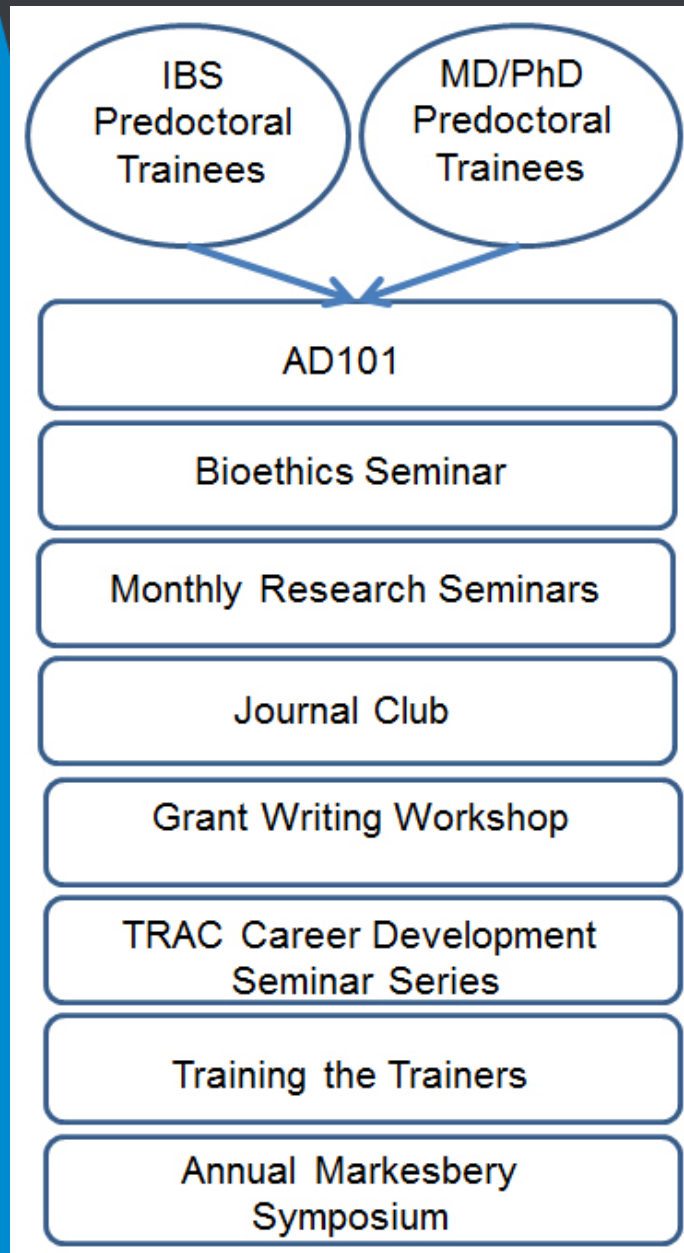 IBS
Predoctoral
Trainees
MD/PhD
Predoctoral
Trainees
AD101
Bioethics Seminar
Monthly Research Seminars
Journal Club
Grant Writing Workshop
TRAC Career Development
Seminar Series
Training the Trainers
Annual Markesbery
Symposium